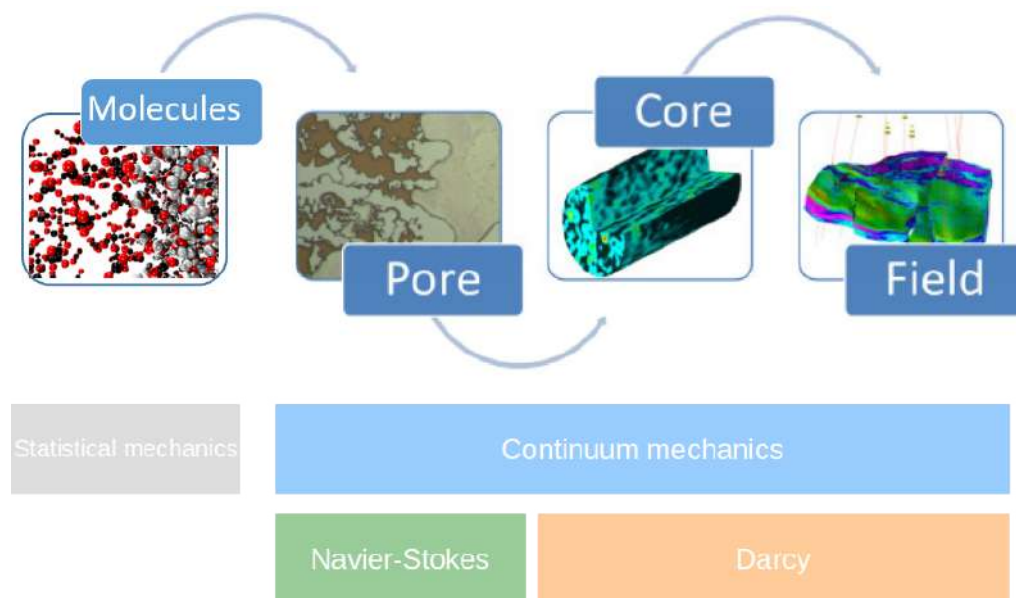 Molecules
Pore
Core
Field
Statistical mechanics
Continuum mechanics
Navier-Stokes
Darcy